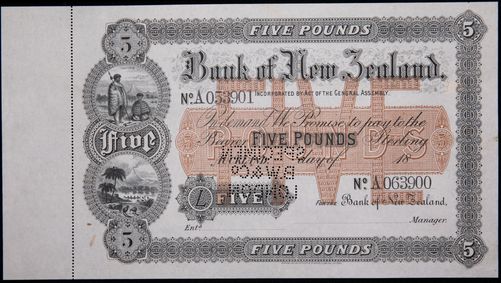 FIVE POUNDS
5 5
Bank of New Zealand.
INCORPORATED BY ACT OF THE GENERAL ASSEMBLY.
No. A 053901
On demand We Promise to pay to the
Five
Bearer FIVE POUNDS Sterling
day of 18
No. A 063900
£ FIVE
For the Bank of New Zealand,
Ent.
Manager.
5 5
FIVE POUNDS